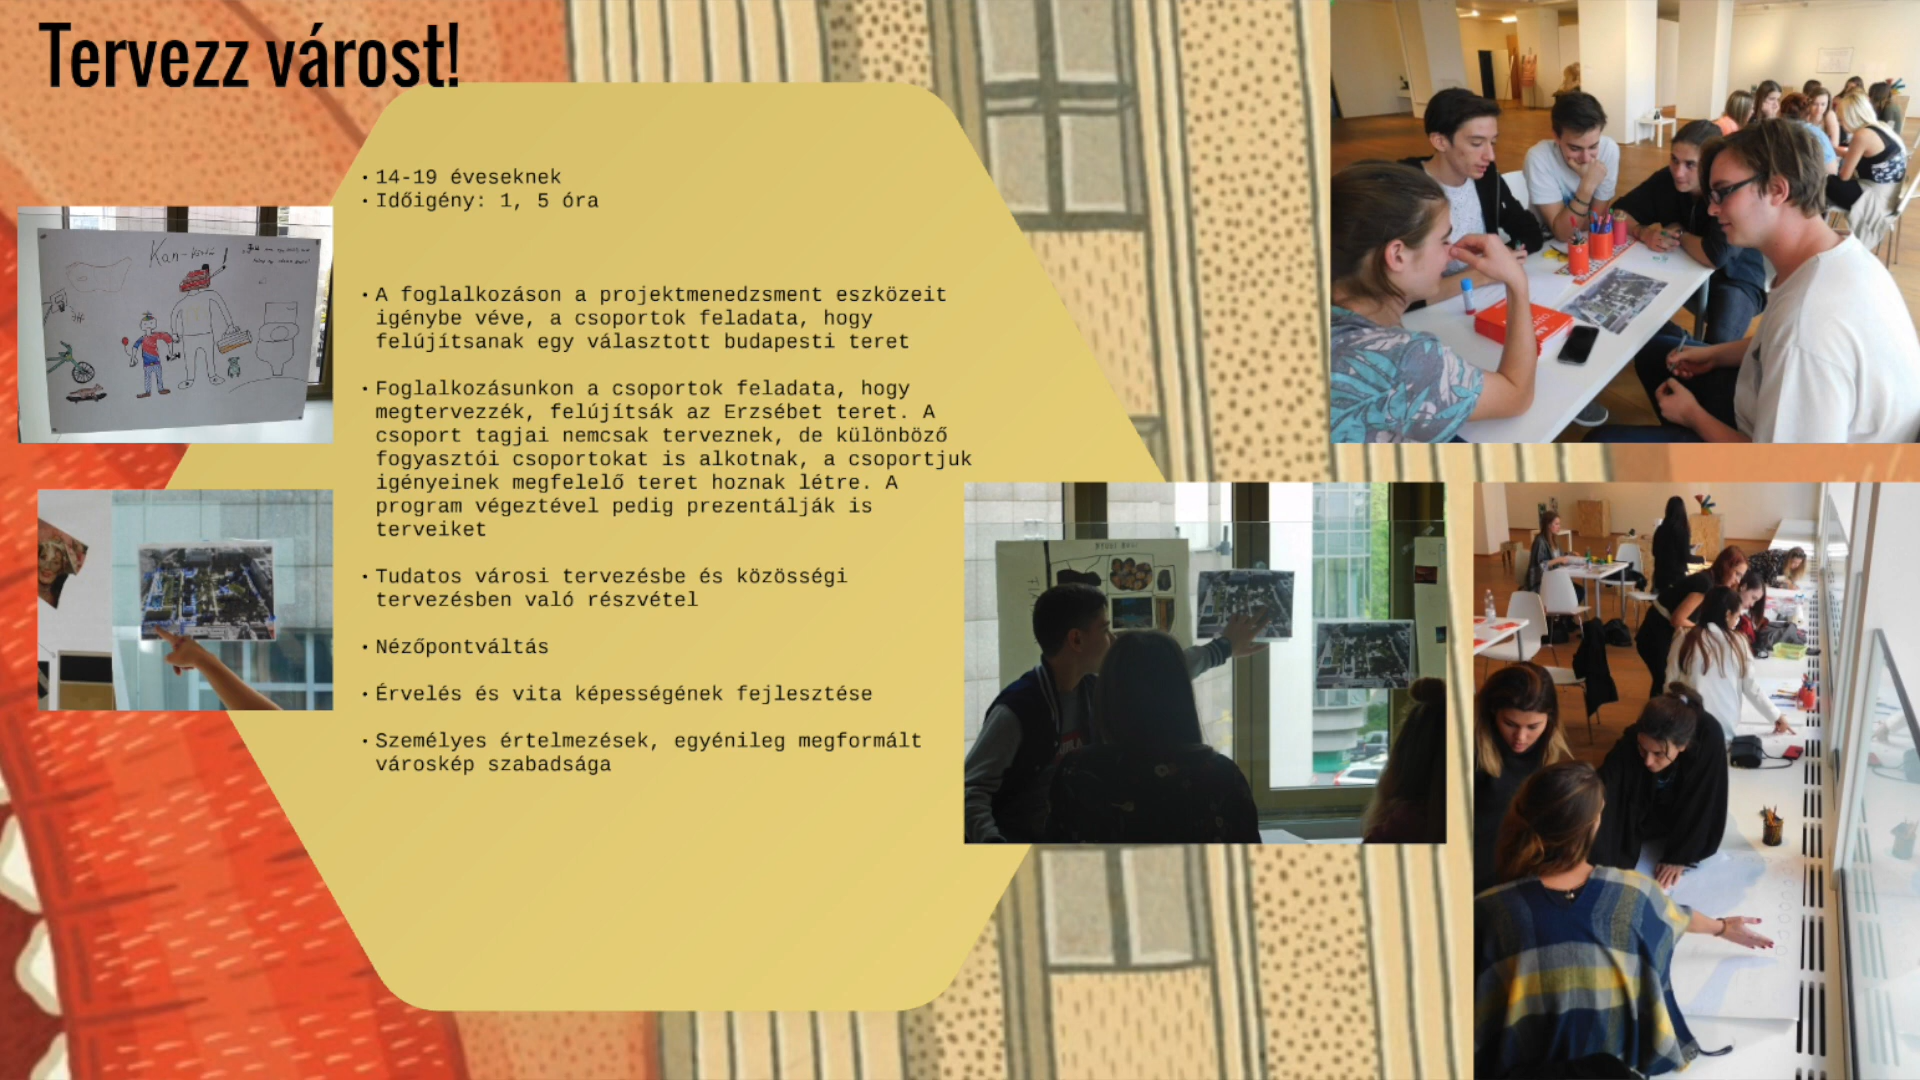 Tervezz várost!
• 14-19 éveseknek
• Időigény: 1, 5 óra
• A foglalkozáson a projektmenedzsment eszközeit
igénybe véve, a csoportok feladata, hogy
felújítsanak egy választott budapesti teret
• Foglalkozásunkon a csoportok feladata, hogy
megtervezzék, felújítsák az Erzsébet teret. A
csoport tagjai nemcsak terveznek, de különböző
fogyasztói csoportokat is alkotnak, a csoportjuk
igényeinek megfelelő teret hoznak létre. A
program végeztével pedig prezentálják is
terveiket
• Tudatos városi tervezésbe és közösségi
tervezésben való részvétel
• Nézőpontváltás
• Érvelés és vita képességének fejlesztése
• Személyes értelmezések, egyénileg megformált
városkép szabadsága